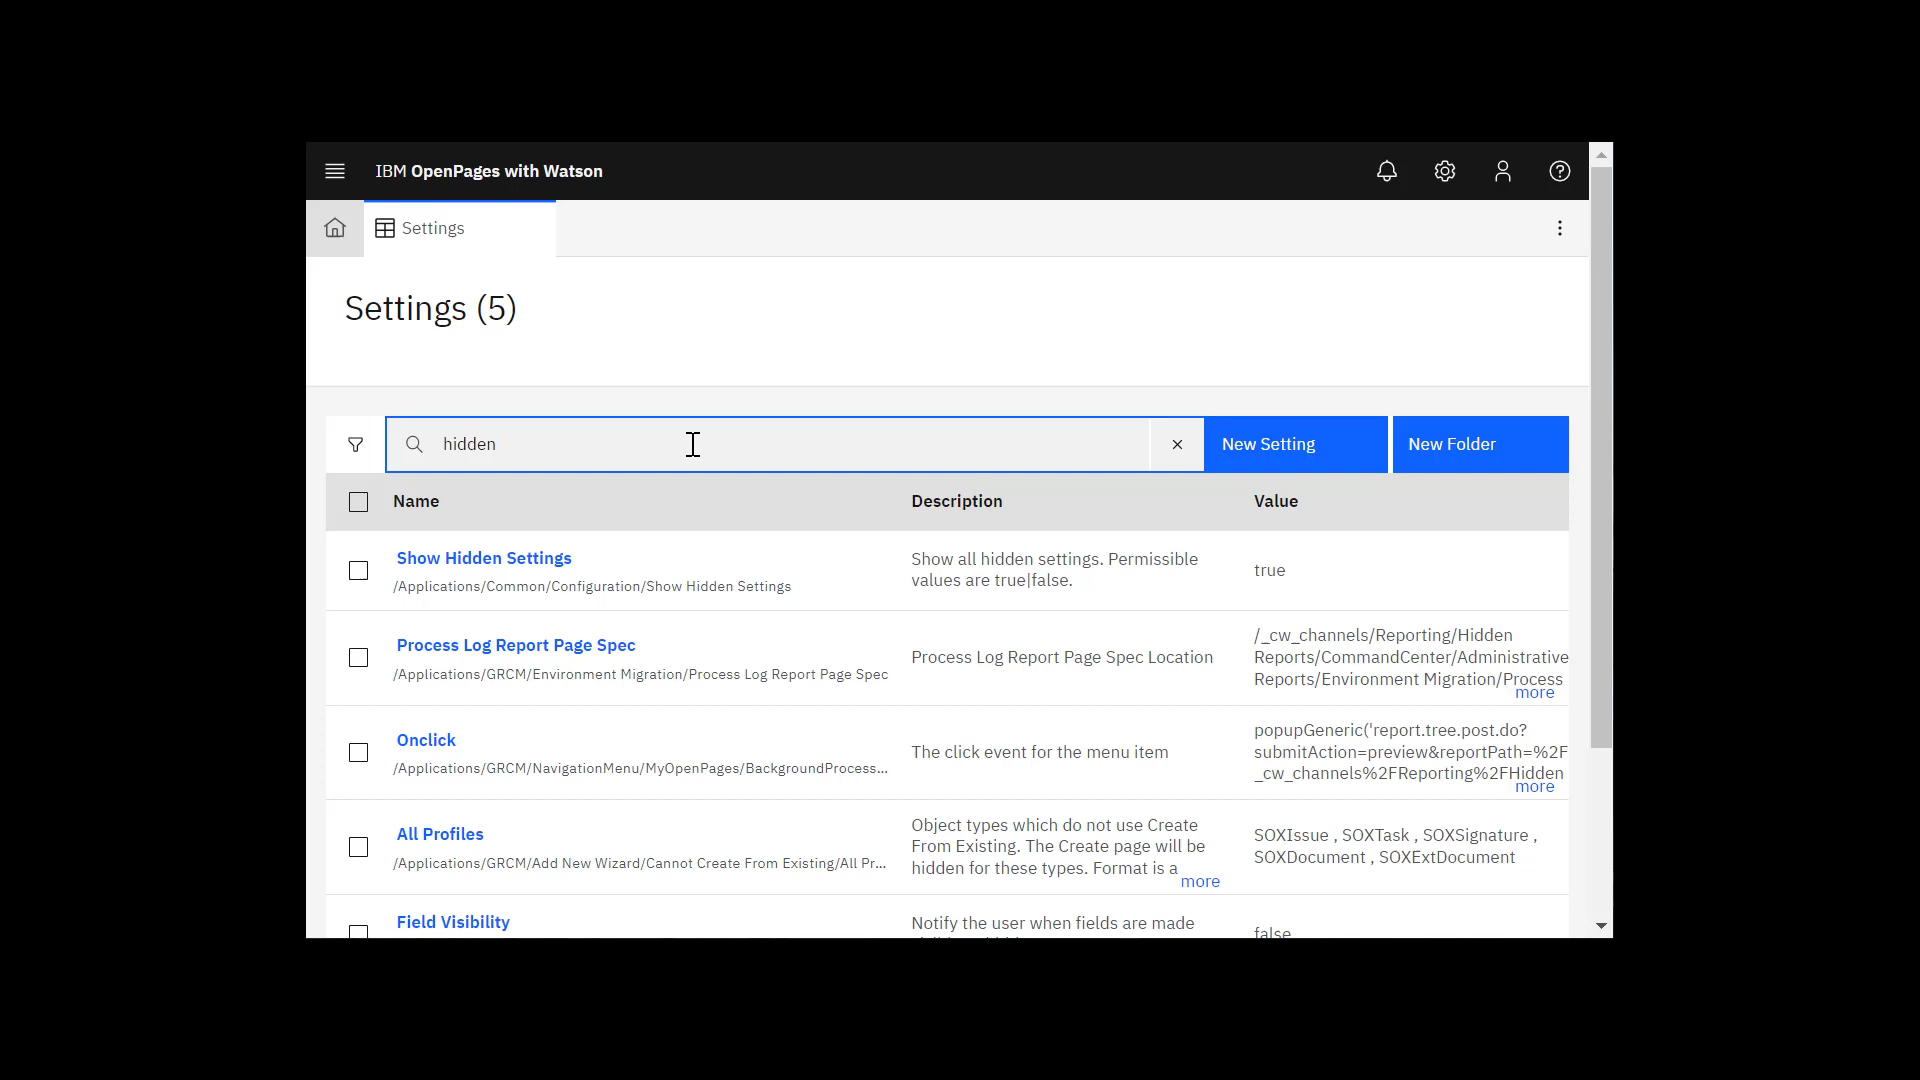 IBM OpenPages with Watson
Settings
Settings (5)
hidden
New Setting
New Folder
Name
Description
Value
Show Hidden Settings
/Applications/Common/Configuration/Show Hidden Settings
Show all hidden settings. Permissible
values are true|false.
true
Process Log Report Page Spec
/Applications/GRCM/Environment Migration/Process Log Report Page Spec
Process Log Report Page Spec Location
/_cw_channels/Reporting/Hidden
Reports/CommandCenter/Administrative
Reports/Environment Migration/Process
more
Onclick
/Applications/GRCM/NavigationMenu/MyOpenPages/BackgroundProcess...
The click event for the menu item
popupGeneric('report.tree.post.do?
submitAction=preview&reportPath=%2F
_cw_channels%2FReporting%2FHidden
more
All Profiles
/Applications/GRCM/Add New Wizard/Cannot Create From Existing/All Pr...
Object types which do not use Create
From Existing. The Create page will be
hidden for these types. Format is a
more
SOXIssue , SOXTask , SOXSignature ,
SOXDocument , SOXExtDocument
Field Visibility
Notify the user when fields are made
false